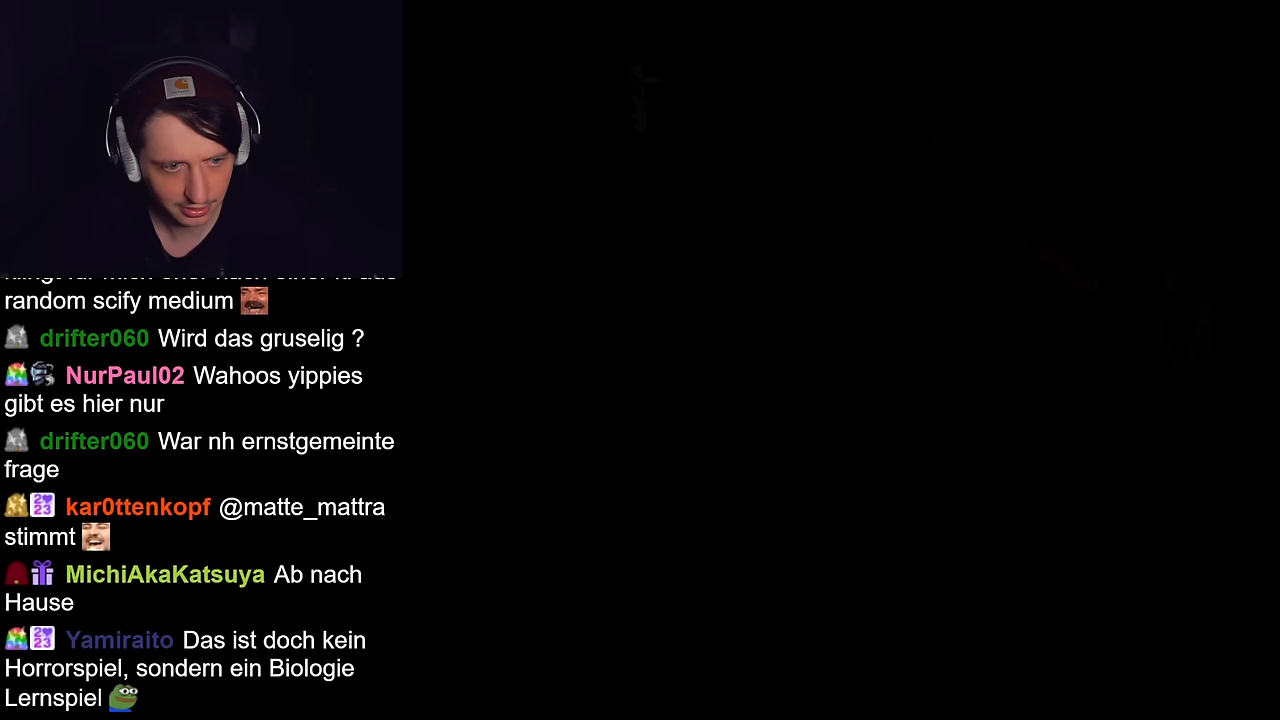 random scify medium
drifter060 Wird das gruselig ?
NurPaul02 Wahoos yippies
gibt es hier nur
drifter060 War nh ernstgemeinte
frage
kar0ttenkopf @matte_mattra
stimmt
MichiAkaKatsuya Ab nach
Hause
Yamiraito Das ist doch kein
Horrorspiel, sondern ein Biologie
Lernspiel